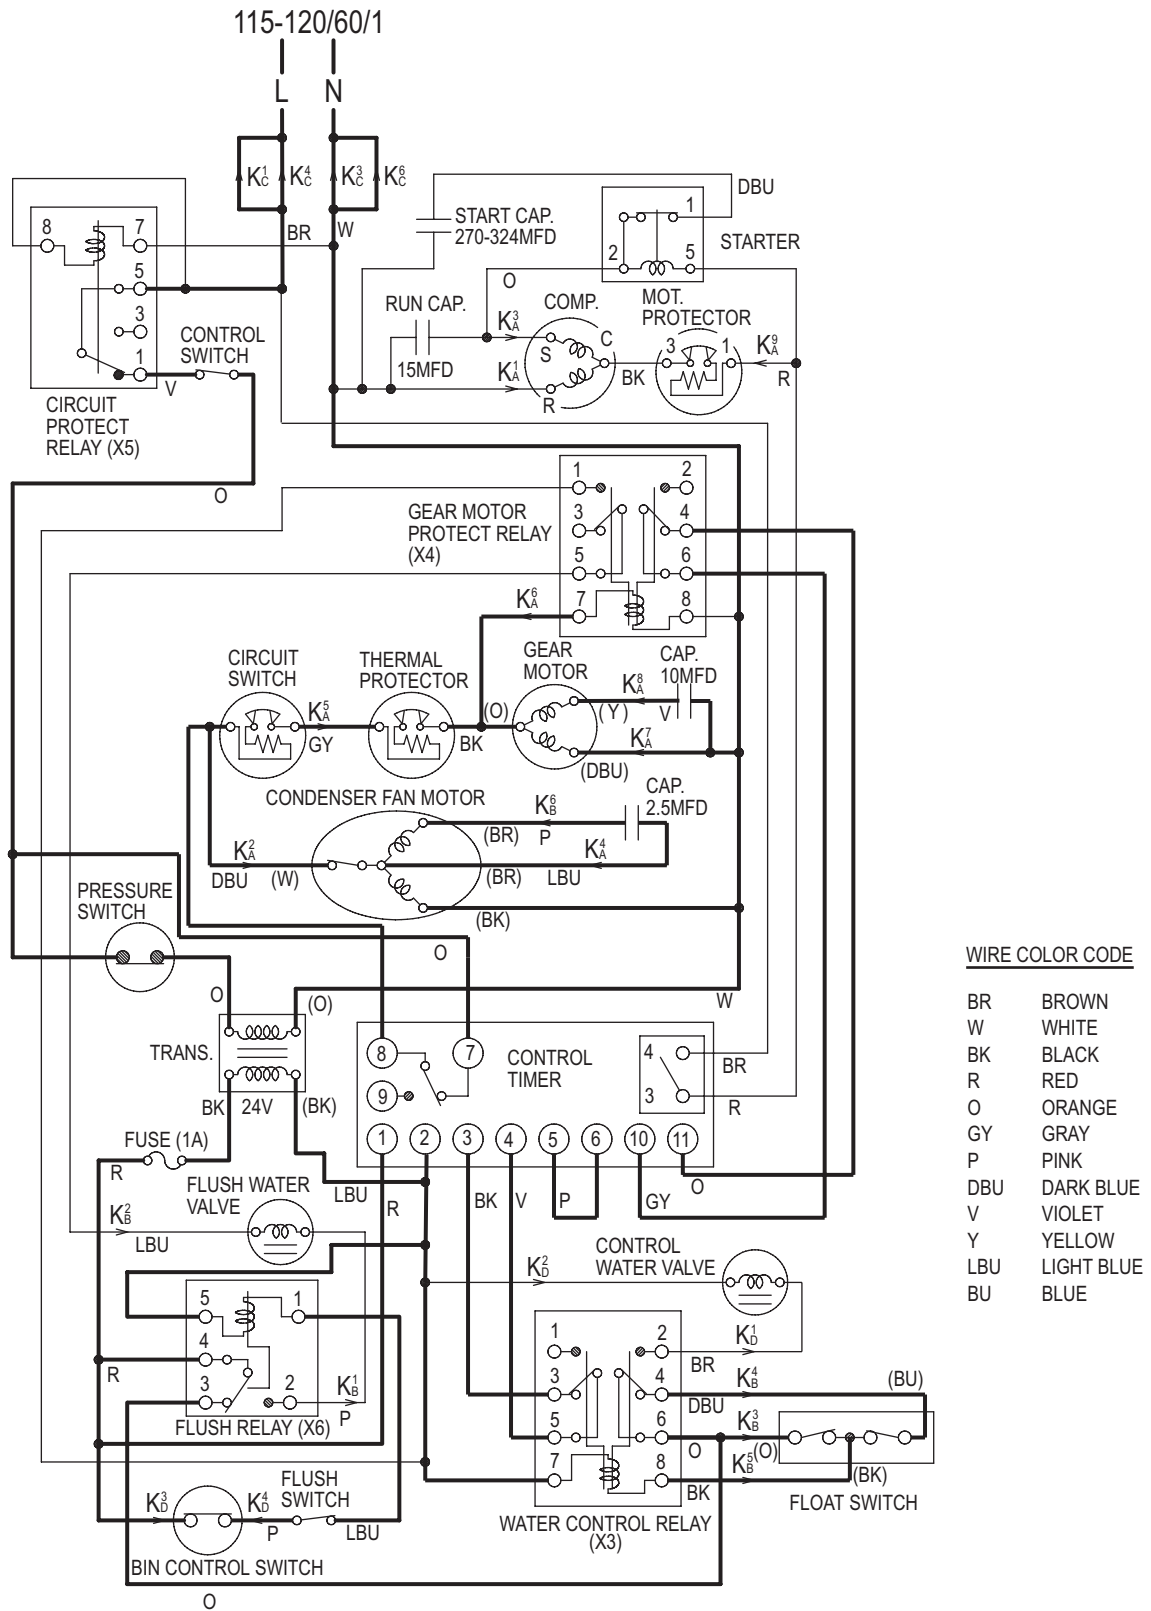 115-120/60/1
L N
K1C K4C K3C K6C
BR W
8 7
5
3
1
V
CONTROL
SWITCH
CIRCUIT
PROTECT
RELAY (X5)
O
START CAP.
270-324MFD
DBU
1
2 5
STARTER
O
RUN CAP.
15MFD
COMP.
K3A
S C
K1A
R
BK
MOT.
PROTECTOR
3 1
K9A
R
GEAR MOTOR
PROTECT RELAY
(X4)
1 2
3 4
5 6
7 8
K6A
CIRCUIT
SWITCH
K5A
GY
THERMAL
PROTECTOR
BK
(O)
GEAR
MOTOR
(Y)
(DBU)
K8A
V
CAP.
10MFD
K7A
CONDENSER FAN MOTOR
K2A
DBU
(W)
(BR)
K6B
P
CAP.
2.5MFD
(BR)
K4A
LBU
(BK)
PRESSURE
SWITCH
O
O
(O)
W
TRANS.
BK 24V (BK)
8 7
9
CONTROL
TIMER
4
3
BR
R
1 2 3 4 5 6 10 11
FUSE (1A)
R
LBU
R
BK
V
P
GY
O
FLUSH WATER
VALVE
K2B
LBU
CONTROL
WATER VALVE
K2D
5 1
4
3 2
R
K1B
P
FLUSH RELAY (X6)
1 2
3 4
5 6
7 8
K1D
BR
K4B
DBU
(BU)
K3B
O
(O)
K5B
BK
(BK)
FLOAT SWITCH
WATER CONTROL RELAY
(X3)
FLUSH
SWITCH
K3D
K4D
P
LBU
BIN CONTROL SWITCH
O
WIRE COLOR CODE
BR BROWN
W WHITE
BK BLACK
R RED
O ORANGE
GY GRAY
P PINK
DBU DARK BLUE
V VIOLET
Y YELLOW
LBU LIGHT BLUE
BU BLUE